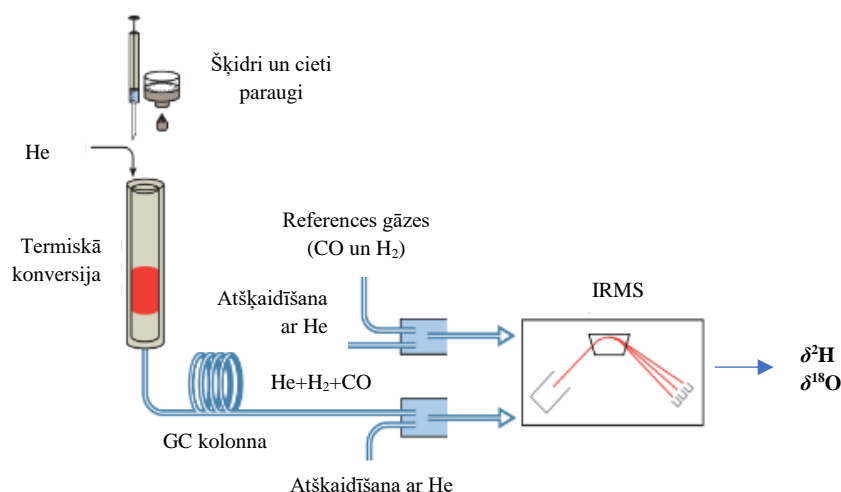 Šķidri un cieti
paraugi
He
Termiskā
konversija
References gāzes
(CO un H₂)
Atšķaidīšana
ar He
IRMS
δ²H
δ¹⁸O
He+H₂+CO
GC kolonna
Atškaidīšana ar He